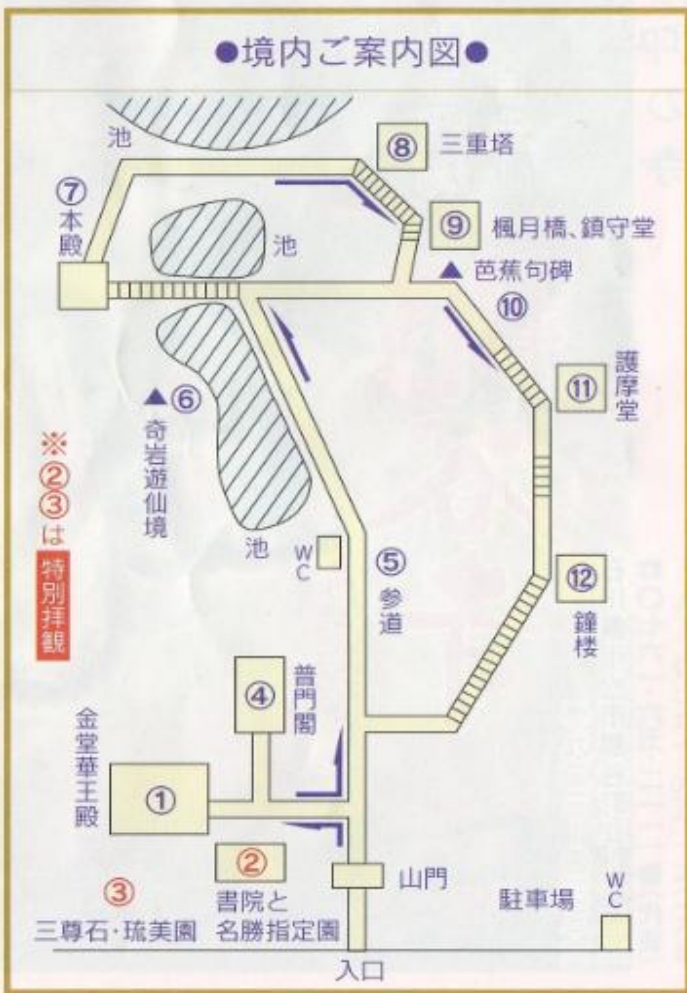 ●境内ご案内図●
池
⑧ 三重塔
⑦本殿
⑨ 楓月橋、鎮守堂
池
▲ 芭蕉句碑
⑩
⑪ 護摩堂
▲⑥
奇岩遊仙境
※②③は特別拝観
池
WC
⑤参道
⑫
鐘楼
④ 普門閣
金堂華王殿
①
②
書院と
名勝指定園
③
三尊石・琉美園
山門
駐車場
WC
入口